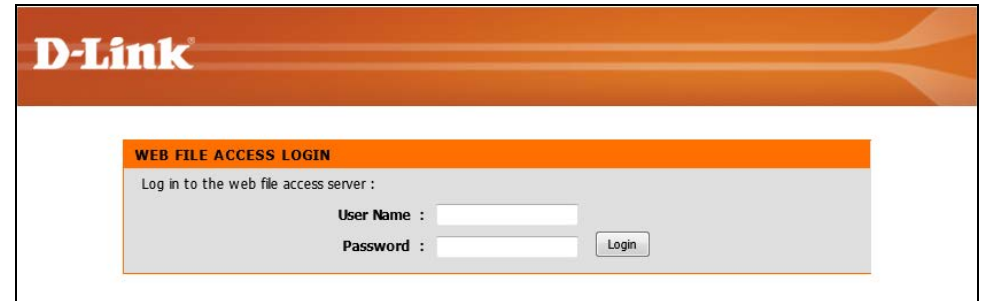 D-Link®
WEB FILE ACCESS LOGIN
Log in to the web file access server :
User Name :
Password :
Login